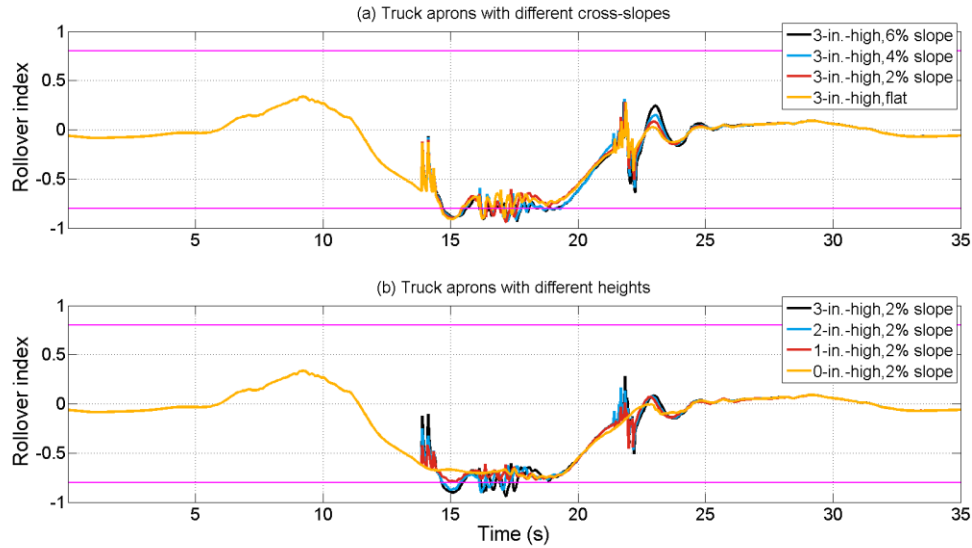 (a) Truck aprons with different cross-slopes
1
0.5
0
-0.5
-1
Rollover index
3-in.-high,6% slope
3-in.-high,4% slope
3-in.-high,2% slope
3-in.-high,flat
5 10 15 20 25 30 35
(b) Truck aprons with different heights
1
0.5
0
-0.5
-1
Rollover index
3-in.-high,2% slope
2-in.-high,2% slope
1-in.-high,2% slope
0-in.-high,2% slope
0 5 10 15 20 25 30 35
Time (s)